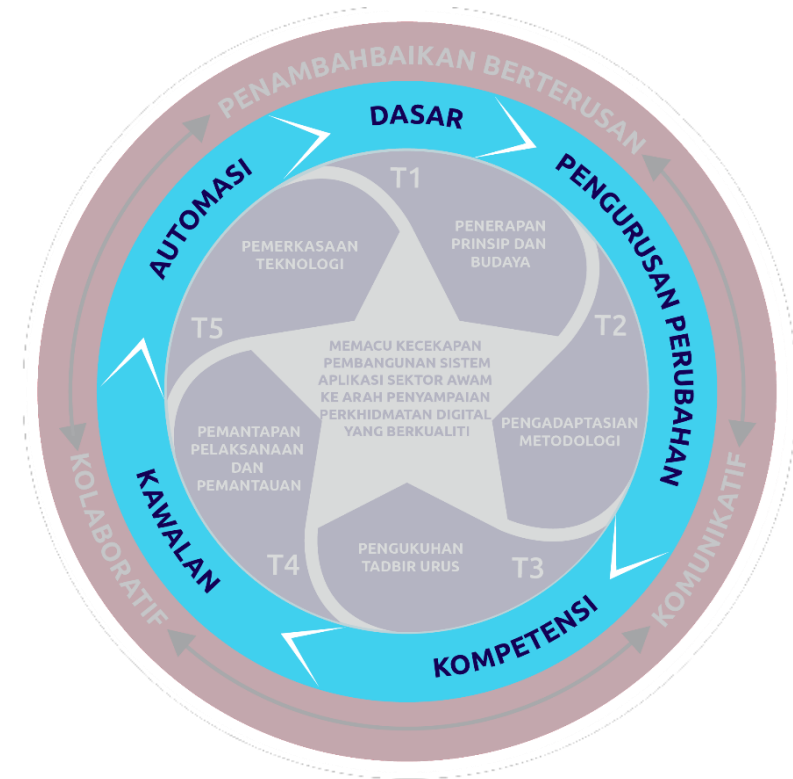 PENAMBAHBAIKAN BERTERUSAN
DASAR
PENGURUSAN PERUBAHAN
AUTOMASI
T1
PENERAPAN
PRINSIP DAN
BUDAYA
PEMERKASAAN
TEKNOLOGI
T2
T5
MEMACU KECEKAPAN
PEMBANGUNAN SISTEM
APLIKASI SEKTOR AWAM
KE ARAH PENYAMPAIAN
PERKHIDMATAN DIGITAL
YANG BERKUALITI
PENGADAPTASIAN
METODOLOGI
PEMANTAPAN
PELAKSANAAN
DAN
PEMANTAUAN
PENGUKUHAN
TADBIR URUS
T4
T3
KAWALAN
KOMPETENSI
KOLABORATIF
KOMUNIKATIF